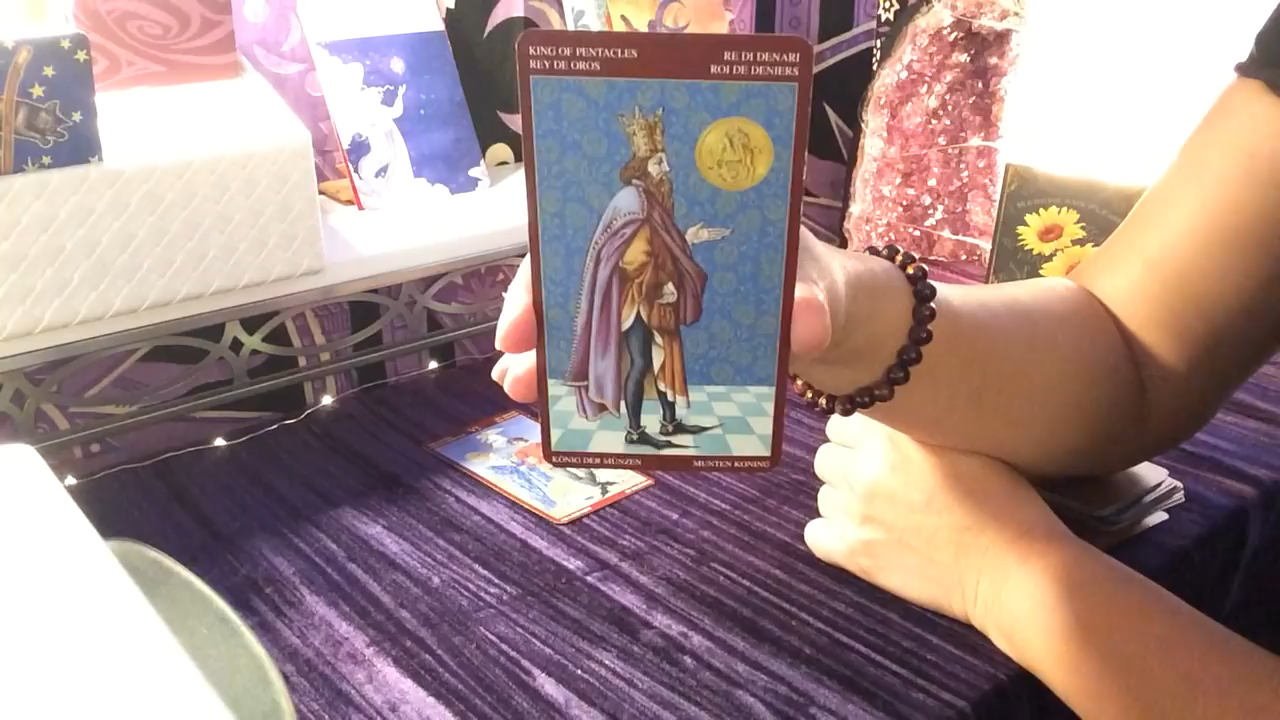 KING OF PENTACLES
REY DE OROS
RE DI DENARI
ROI DE DENIERS
KÖNIG DER MÜNZEN
MUNTEN KONING